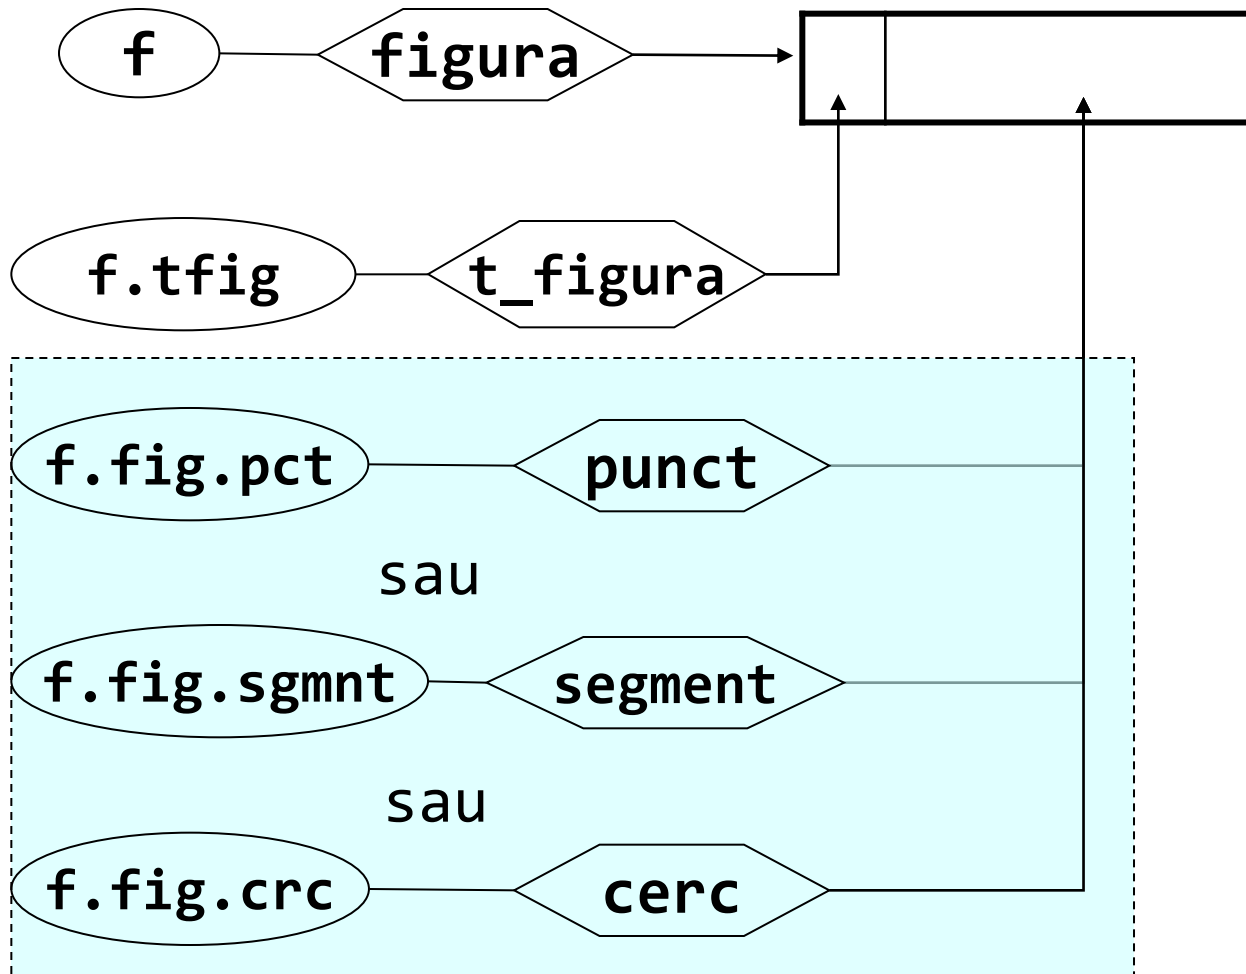 f figura
f.tfig t_figura
f.fig.pct punct
sau
f.fig.sgmnt segment
sau
f.fig.crc cerc